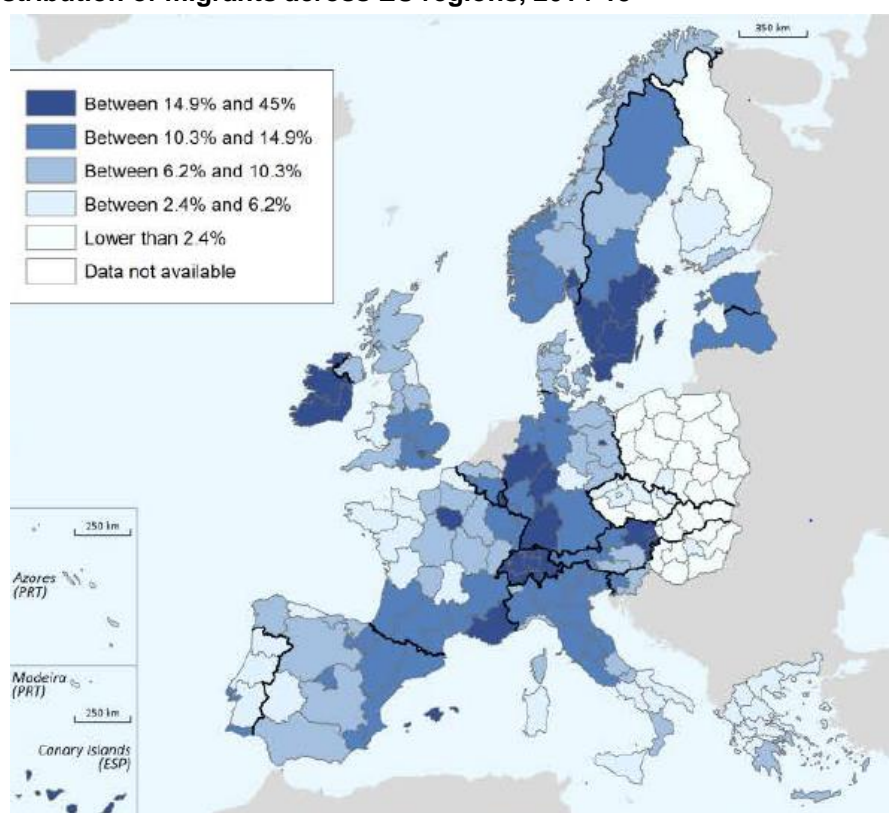 350 km
Between 14.9% and 45%
Between 10.3% and 14.9%
Between 6.2% and 10.3%
Between 2.4% and 6.2%
Lower than 2.4%
Data not available
250 km
Azores
(PRT)
Madeira
(PRT)
250 km
Canary Islands
(ESP)